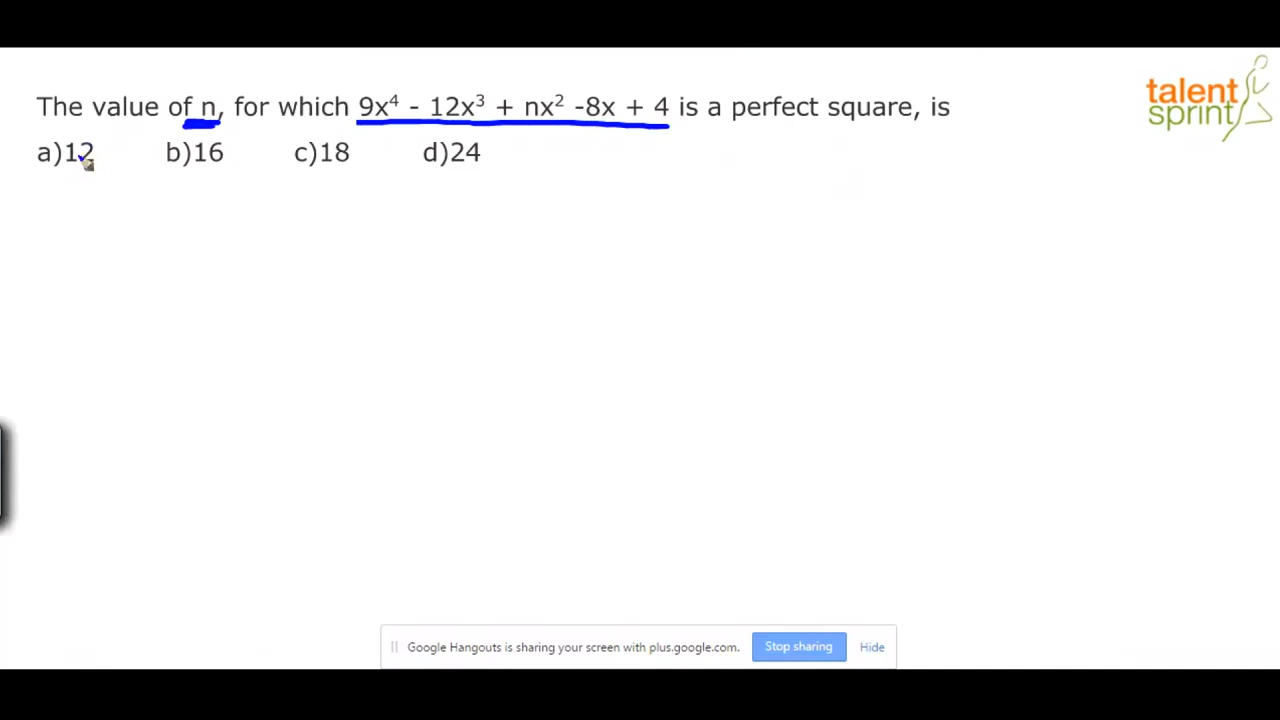 The value of n, for which 9x⁴ - 12x³ + nx² -8x + 4 is a perfect square, is
a)12 b)16 c)18 d)24
talent
sprint
Google Hangouts is sharing your screen with plus.google.com. Stop sharing Hide